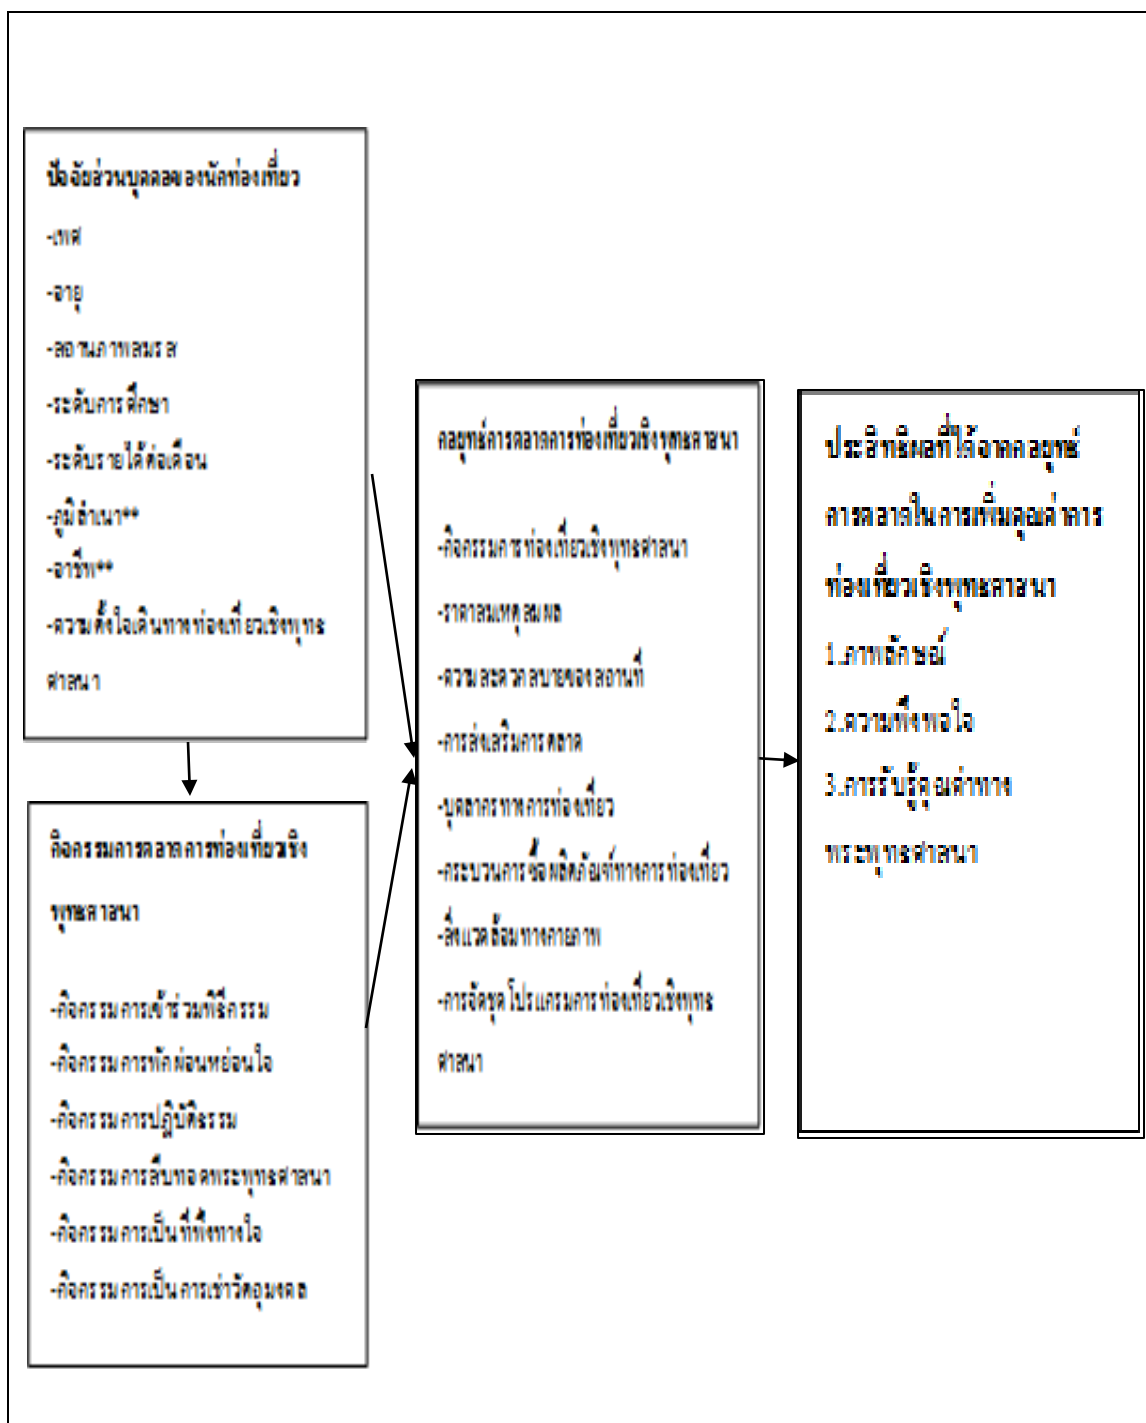 ปัจจัยส่วนบุคคลของนักท่องเที่ยว
-เพศ
-อายุ
-สถานภาพสมรส
-ระดับการศึกษา
-ระดับรายได้ต่อเดือน
-ภูมิลำเนา**
-อาชีพ**
-ความตั้งใจเดินทางท่องเที่ยวเชิงพุทธ
ศาสนา
กิจกรรมการตลาดการท่องเที่ยวเชิง
พุทธศาสนา
-กิจกรรมการเข้าร่วมพิธีกรรม
-กิจกรรมการพักผ่อนหย่อนใจ
-กิจกรรมการปฏิบัติธรรม
-กิจกรรมการสืบทอดพระพุทธศาสนา
-กิจกรรมการเป็นที่พึ่งทางใจ
-กิจกรรมการเป็นการเช่าวัตถุมงคล
กลยุทธ์การตลาดการท่องเที่ยวเชิงพุทธศาสนา
-กิจกรรมการท่องเที่ยวเชิงพุทธศาสนา
-ราคาสมเหตุสมผล
-ความสะดวกสบายของสถานที่
-การส่งเสริมการตลาด
-บุคลากรทางการท่องเที่ยว
-กระบวนการซื้อผลิตภัณฑ์ทางการท่องเที่ยว
-สิ่งแวดล้อมทางกายภาพ
-การจัดชุดโปรแกรมการท่องเที่ยวเชิงพุทธ
ศาสนา
ประสิทธิผลที่ได้จากกลยุทธ์
การตลาดในการเพิ่มคุณค่าการ
ท่องเที่ยวเชิงพุทธศาสนา
1.ภาพลักษณ์
2.ความพึงพอใจ
3.การรับรู้คุณค่าทาง
พระพุทธศาสนา